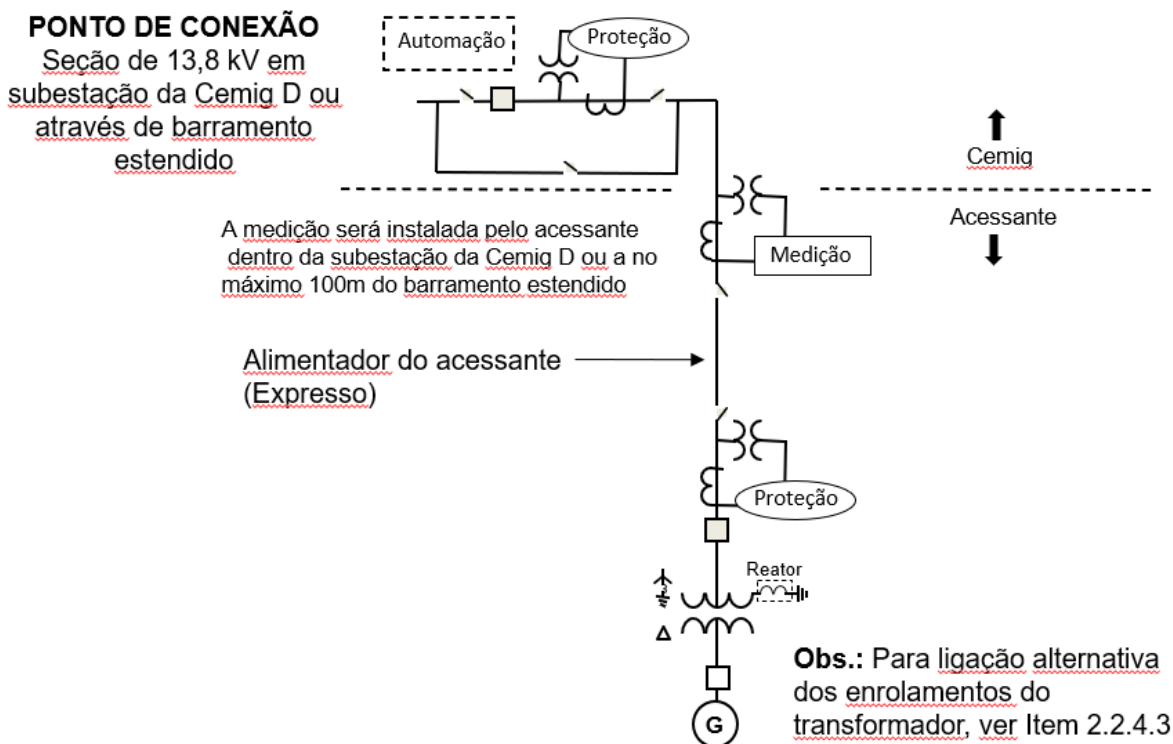 PONTO DE CONEXÃO
Seção de 13,8 kV em
subestação da Cemig D ou
através de barramento
estendido
Automação
Proteção
Cemig
Acessante
A medição será instalada pelo acessante
dentro da subestação da Cemig D ou a no
máximo 100m do barramento estendido
Medição
Alimentador do acessante
(Expresso)
Proteção
Reator
Δ
G
Obs.: Para ligação alternativa
dos enrolamentos do
transformador, ver Item 2.2.4.3